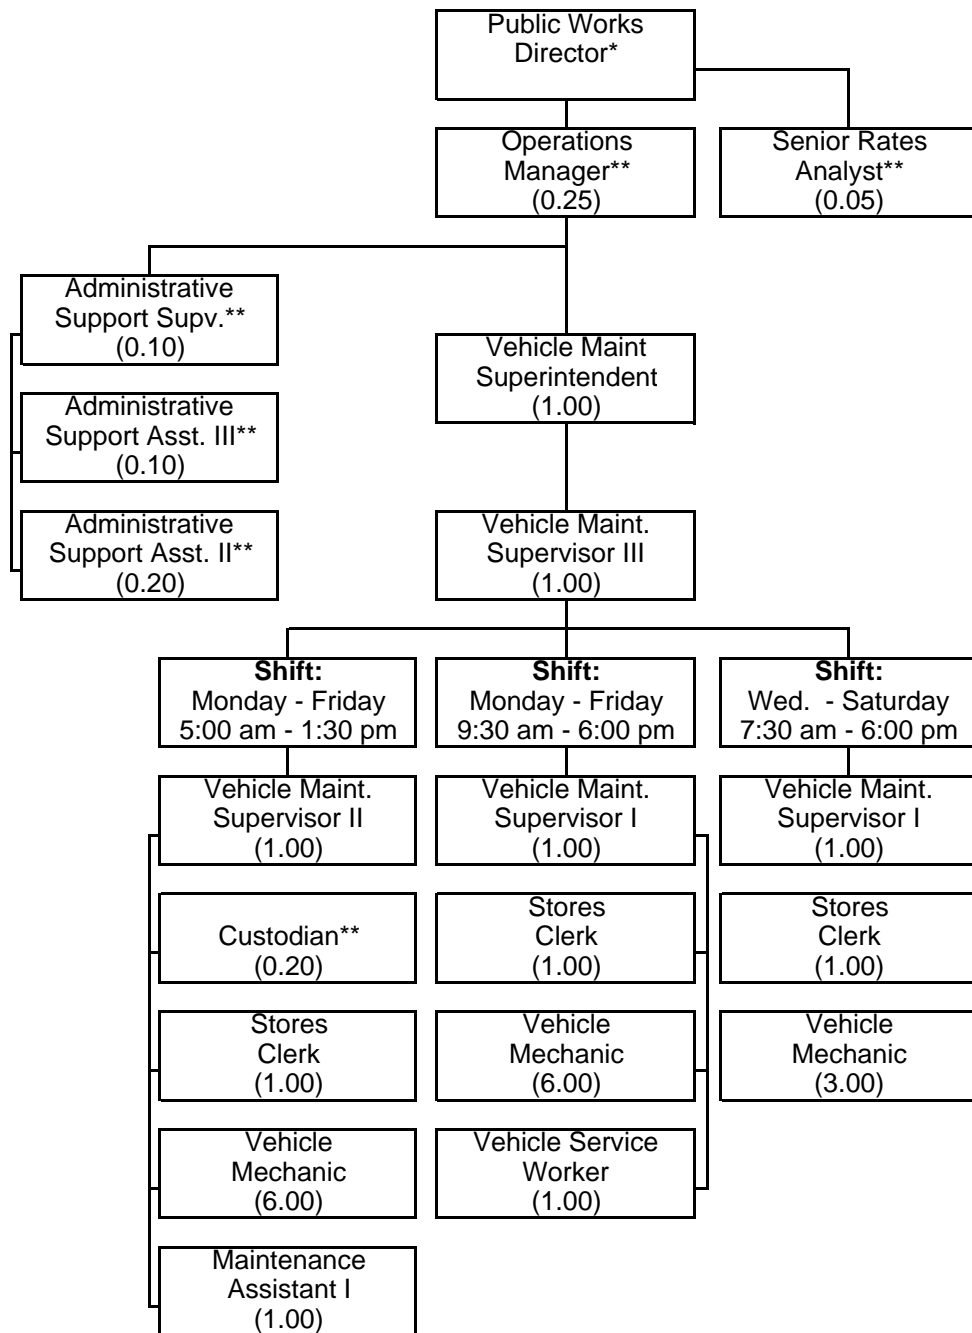 Public Works
Director*
Operations
Manager**
(0.25)
Senior Rates
Analyst**
(0.05)
Administrative
Support Supv.**
(0.10)
Administrative
Support Asst. III**
(0.10)
Administrative
Support Asst. II**
(0.20)
Vehicle Maint
Superintendent
(1.00)
Vehicle Maint.
Supervisor III
(1.00)
Shift:
Monday - Friday
5:00 am - 1:30 pm
Vehicle Maint.
Supervisor II
(1.00)
Custodian**
(0.20)
Stores
Clerk
(1.00)
Vehicle
Mechanic
(6.00)
Maintenance
Assistant I
(1.00)
Shift:
Monday - Friday
9:30 am - 6:00 pm
Vehicle Maint.
Supervisor I
(1.00)
Stores
Clerk
(1.00)
Vehicle
Mechanic
(6.00)
Vehicle Service
Worker
(1.00)
Shift:
Wed.  - Saturday
7:30 am - 6:00 pm
Vehicle Maint.
Supervisor I
(1.00)
Stores
Clerk
(1.00)
Vehicle
Mechanic
(3.00)